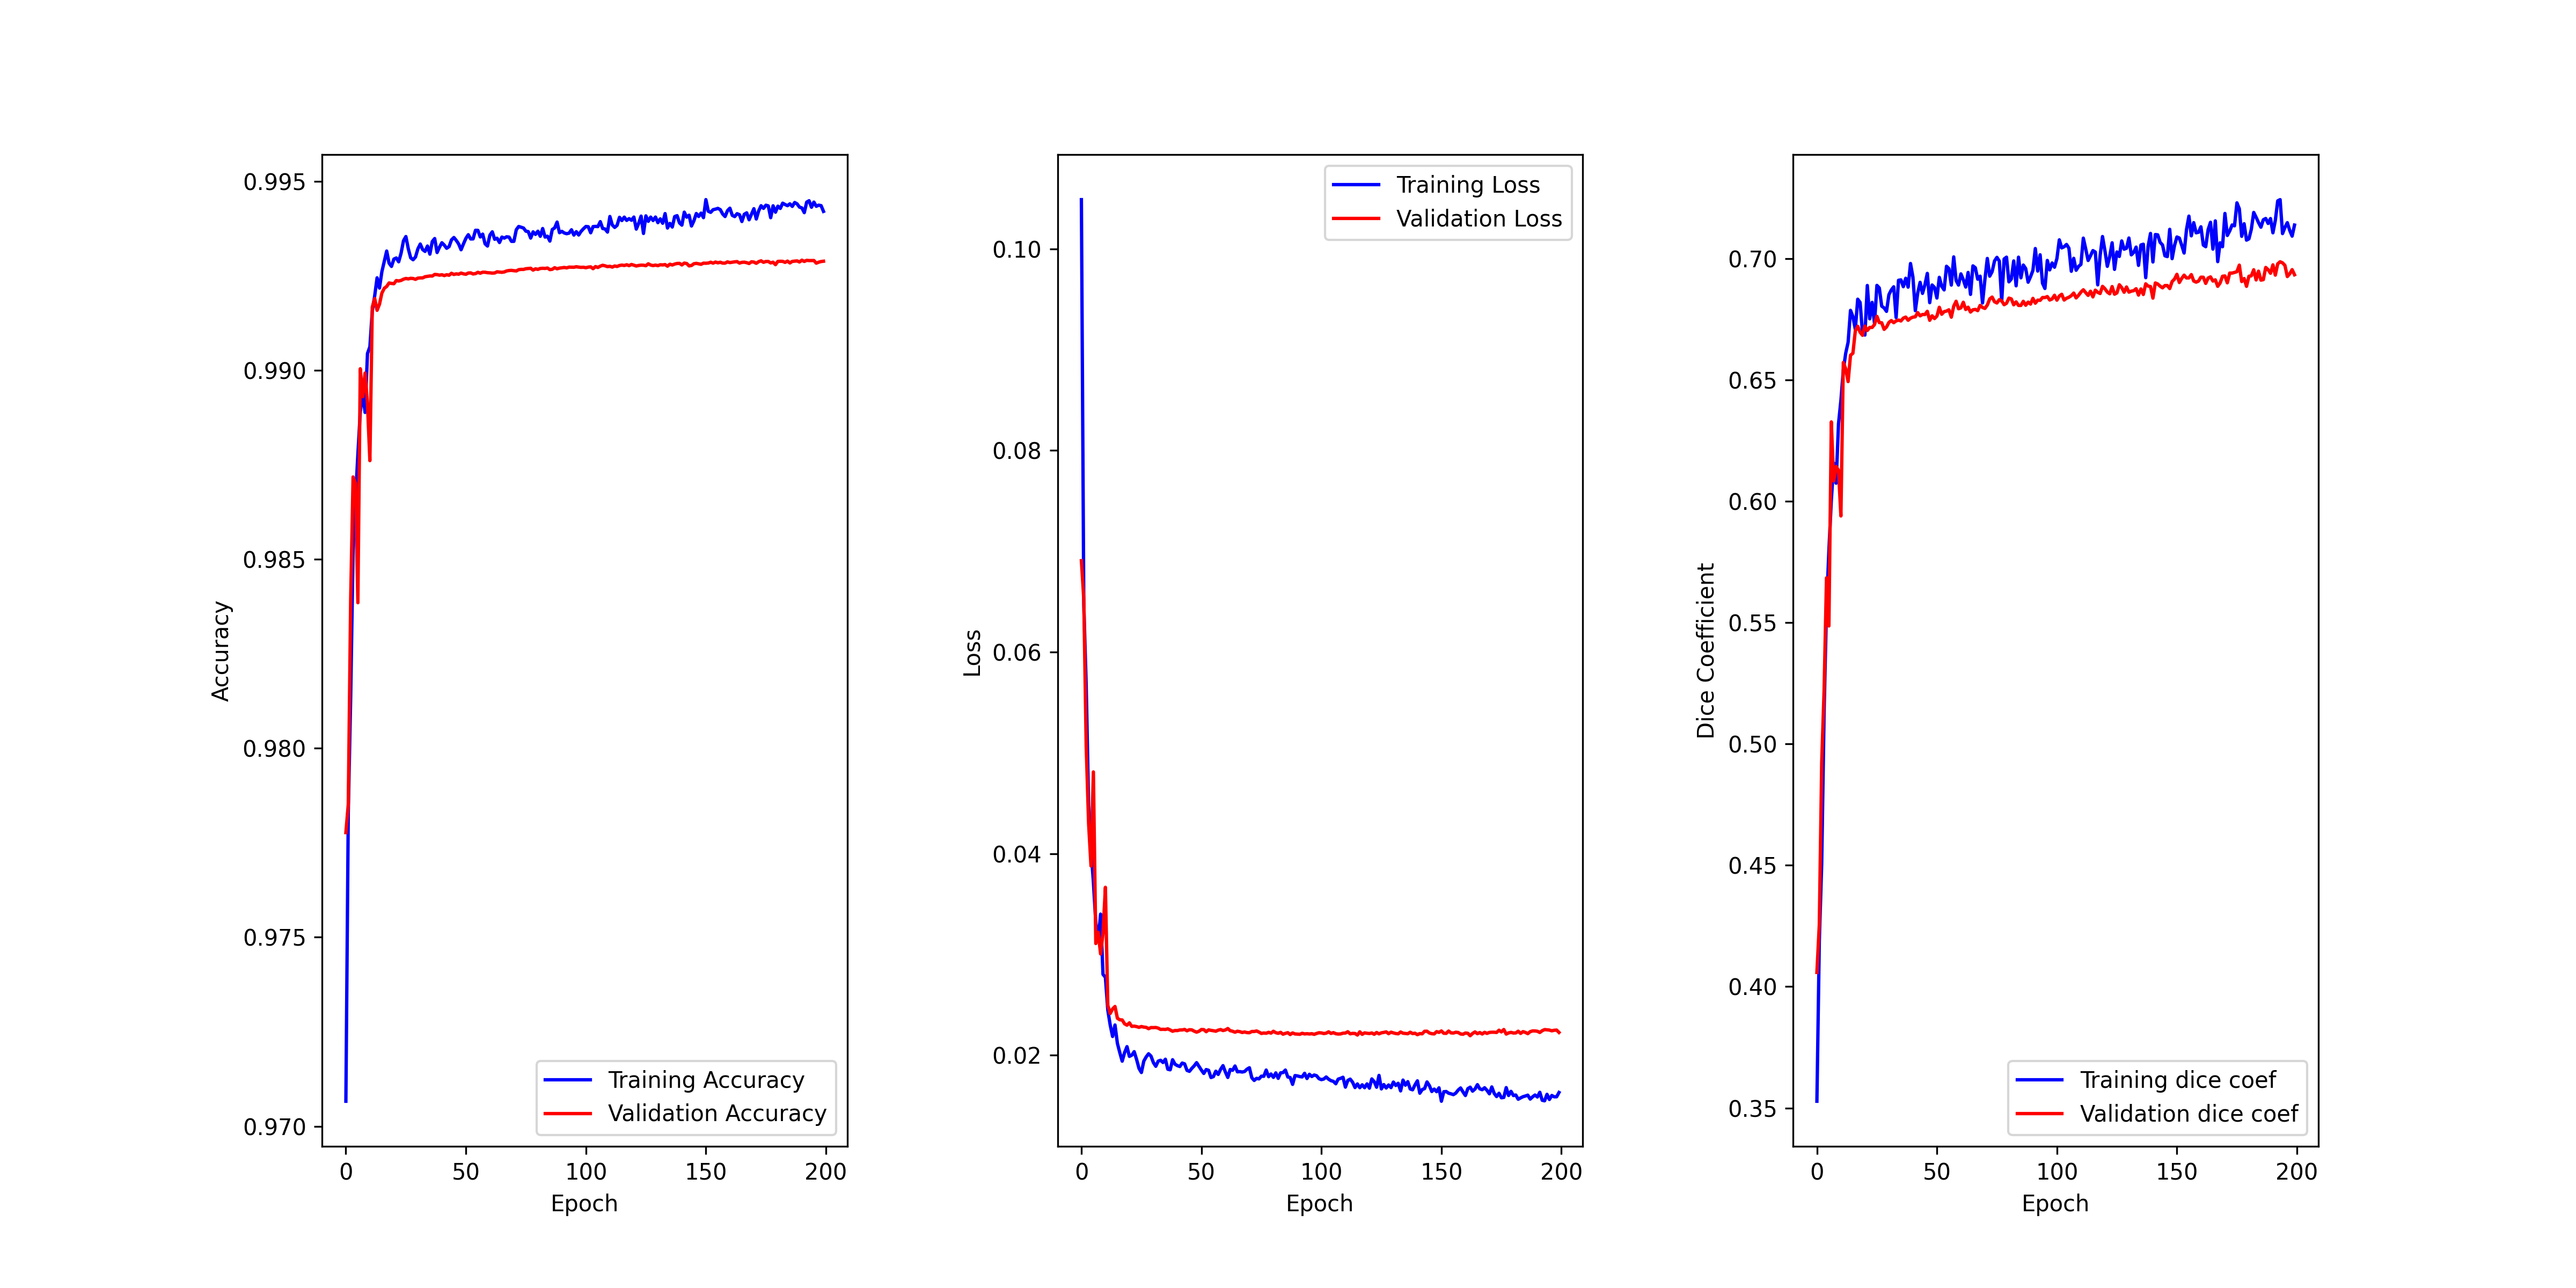 Accuracy
0.995
0.990
0.985
0.980
0.975
0.970
Training Accuracy
Validation Accuracy
0 50 100 150 200
Epoch
Loss
0.10
0.08
0.06
0.04
0.02
Training Loss
Validation Loss
0 50 100 150 200
Epoch
Dice Coefficient
0.70
0.65
0.60
0.55
0.50
0.45
0.40
0.35
Training dice coef
Validation dice coef
0 50 100 150 200
Epoch